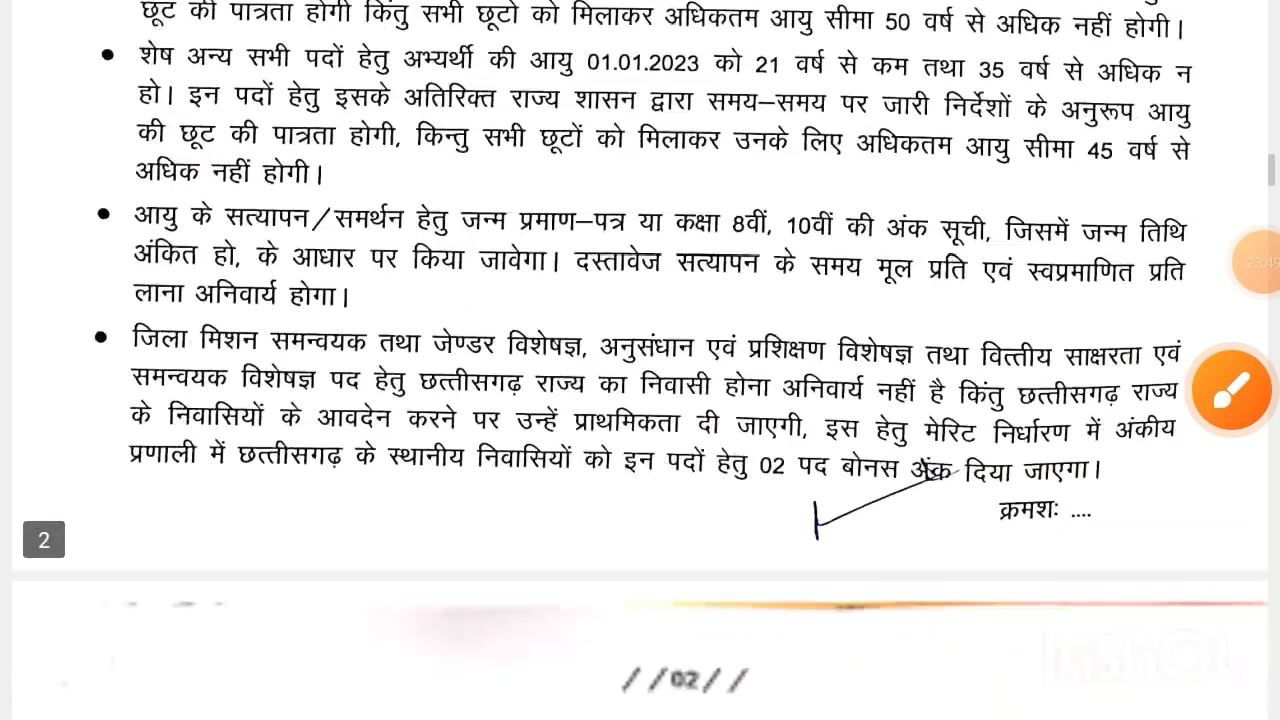 छूट की पात्रता होगी किंतु सभी छूटो को मिलाकर अधिकतम आयु सीमा 50 वर्ष से अधिक नहीं होगी।
• शेष अन्य सभी पदों हेतु अभ्यर्थी की आयु 01.01.2023 को 21 वर्ष से कम तथा 35 वर्ष से अधिक न
हो। इन पदों हेतु इसके अतिरिक्त राज्य शासन द्वारा समय–समय पर जारी निर्देशों के अनुरूप आयु
की छूट की पात्रता होगी, किन्तु सभी छूटों को मिलाकर उनके लिए अधिकतम आयु सीमा 45 वर्ष से
अधिक नहीं होगी।
• आयु के सत्यापन/समर्थन हेतु जन्म प्रमाण–पत्र या कक्षा 8वीं, 10वीं की अंक सूची, जिसमें जन्म तिथि
अंकित हो, के आधार पर किया जावेगा। दस्तावेज सत्यापन के समय मूल प्रति एवं स्वप्रमाणित प्रति
लाना अनिवार्य होगा।
23:49
• जिला मिशन समन्वयक तथा जेण्डर विशेषज्ञ, अनुसंधान एवं प्रशिक्षण विशेषज्ञ तथा वित्तीय साक्षरता एवं
समन्वयक विशेषज्ञ पद हेतु छत्तीसगढ़ राज्य का निवासी होना अनिवार्य नहीं है किंतु छत्तीसगढ़ राज्य
के निवासियों के आवदेन करने पर उन्हें प्राथमिकता दी जाएगी, इस हेतु मेरिट निर्धारण में अंकीय
प्रणाली में छत्तीसगढ़ के स्थानीय निवासियों को इन पदों हेतु 02 पद बोनस अंक दिया जाएगा।
क्रमशः ....
2
//02//